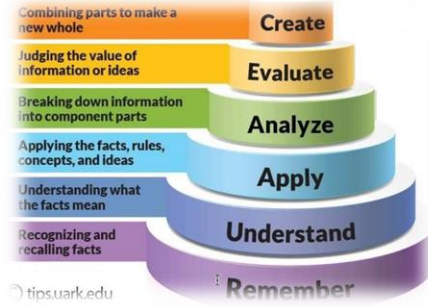 Combining parts to make a
new whole
Create
Judging the value of
information or ideas
Evaluate
Breaking down information
into component parts
Analyze
Applying the facts, rules,
concepts, and ideas
Apply
Understanding what
the facts mean
Understand
Recognizing and
recalling facts
Remember
tips.uark.edu